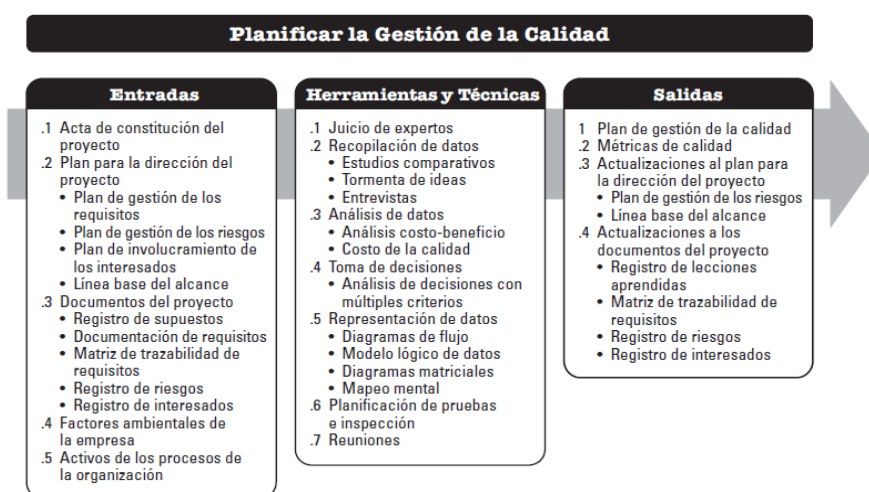 Planificar la Gestión de la Calidad
Entradas
.1 Acta de constitución del
proyecto
.2 Plan para la dirección del
proyecto
• Plan de gestión de los
requisitos
• Plan de gestión de los riesgos
• Plan de involucramiento de
los interesados
• Línea base del alcance
.3 Documentos del proyecto
• Registro de supuestos
• Documentación de requisitos
• Matriz de trazabilidad de
requisitos
• Registro de riesgos
• Registro de interesados
.4 Factores ambientales de
la empresa
.5 Activos de los procesos de
la organización
Herramientas y Técnicas
.1 Juicio de expertos
.2 Recopilación de datos
• Estudios comparativos
• Tormenta de ideas
• Entrevistas
.3 Análisis de datos
• Análisis costo-beneficio
• Costo de la calidad
.4 Toma de decisiones
• Análisis de decisiones con
múltiples criterios
.5 Representación de datos
• Diagramas de flujo
• Modelo lógico de datos
• Diagramas matriciales
• Mapeo mental
.6 Planificación de pruebas
e inspección
.7 Reuniones
Salidas
1 Plan de gestión de la calidad
.2 Métricas de calidad
.3 Actualizaciones al plan para
la dirección del proyecto
• Plan de gestión de los riesgos
• Línea base del alcance
.4 Actualizaciones a los
documentos del proyecto
• Registro de lecciones
aprendidas
• Matriz de trazabilidad de
requisitos
• Registro de riesgos
• Registro de interesados